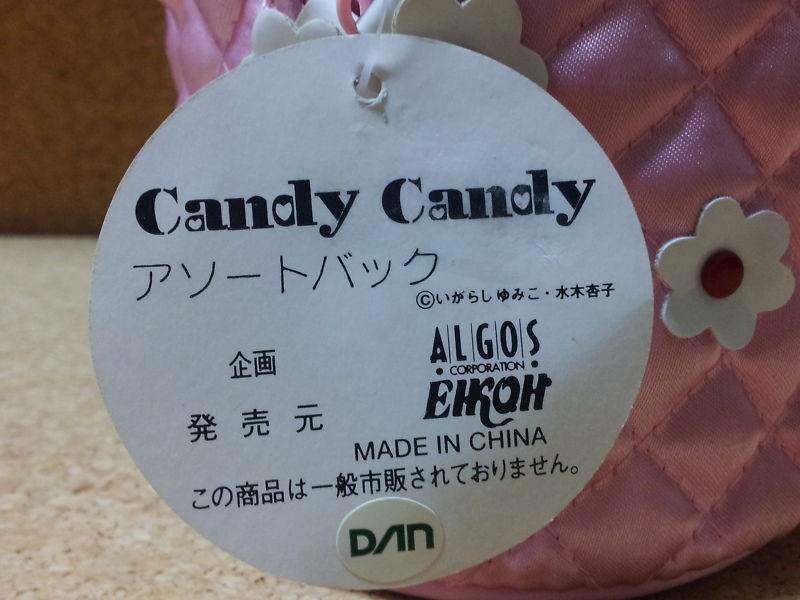 Candy Candy
アソートバック
©いがらしゆみこ・水木杏子
企画 ALGOS
CORPORATION
発売元 EIKOH
MADE IN CHINA
この商品は一般市販されておりません。
DAN